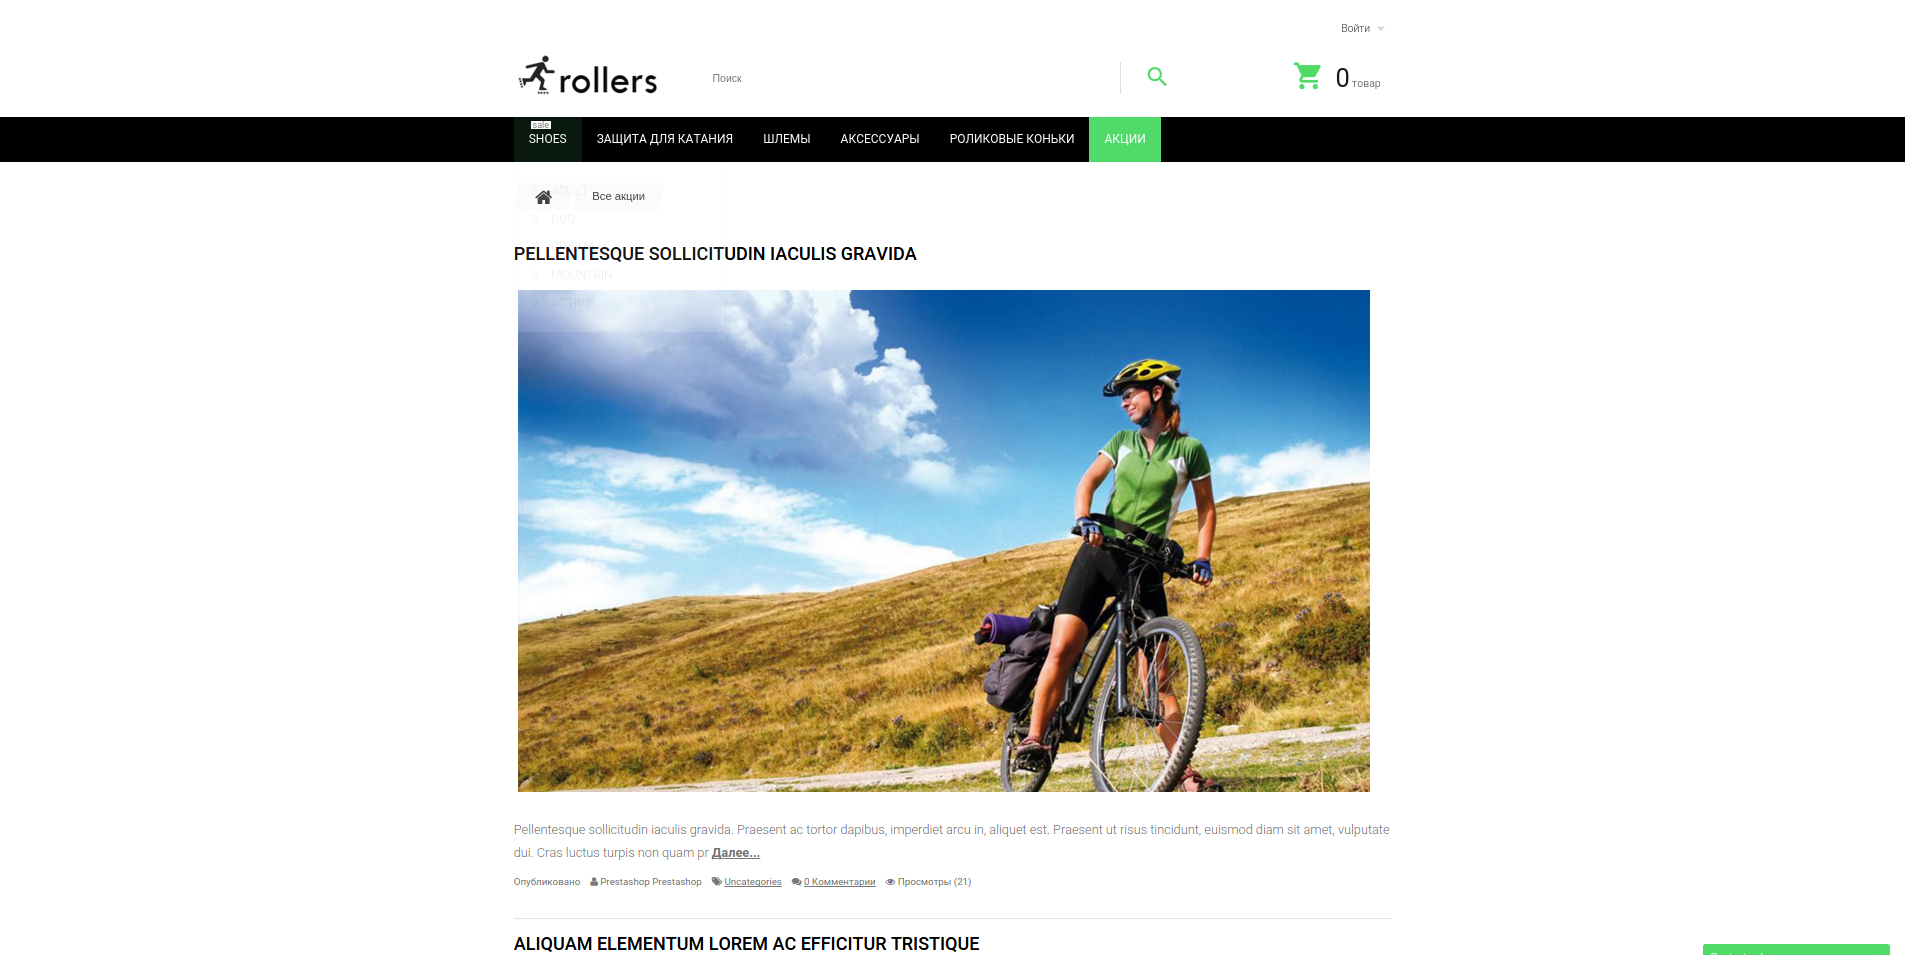 Войти
rollers
Поиск
0 товар
sale
SHOES
ЗАЩИТА ДЛЯ КАТАНИЯ
ШЛЕМЫ
АКСЕССУАРЫ
РОЛИКОВЫЕ КОНЬКИ
АКЦИИ
Все акции
DUO
PELLENTESQUE SOLLICITUDIN IACULIS GRAVIDA
MOUNTAIN
Pellentesque sollicitudin iaculis gravida. Praesent ac tortor dapibus, imperdiet arcu in, aliquet est. Praesent ut risus tincidunt, euismod diam sit amet, vulputate
dui. Cras luctus turpis non quam pr Далее...
Опубликовано Prestashop Prestashop Uncategories 0 Комментарии Просмотры (21)
ALIQUAM ELEMENTUM LOREM AC EFFICITUR TRISTIQUE